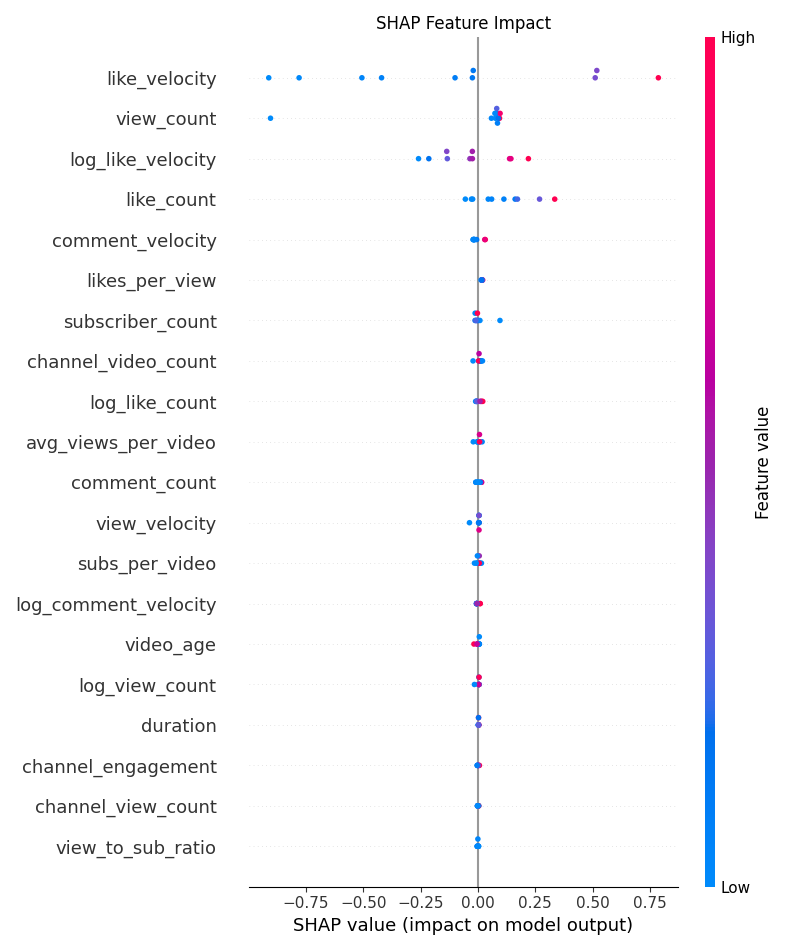 SHAP Feature Impact
High
like_velocity
view_count
log_like_velocity
like_count
comment_velocity
likes_per_view
subscriber_count
channel_video_count
log_like_count
avg_views_per_video
comment_count
view_velocity
subs_per_video
log_comment_velocity
video_age
log_view_count
duration
channel_engagement
channel_view_count
view_to_sub_ratio
Feature value
Low
−0.75 −0.50 −0.25 0.00 0.25 0.50 0.75
SHAP value (impact on model output)